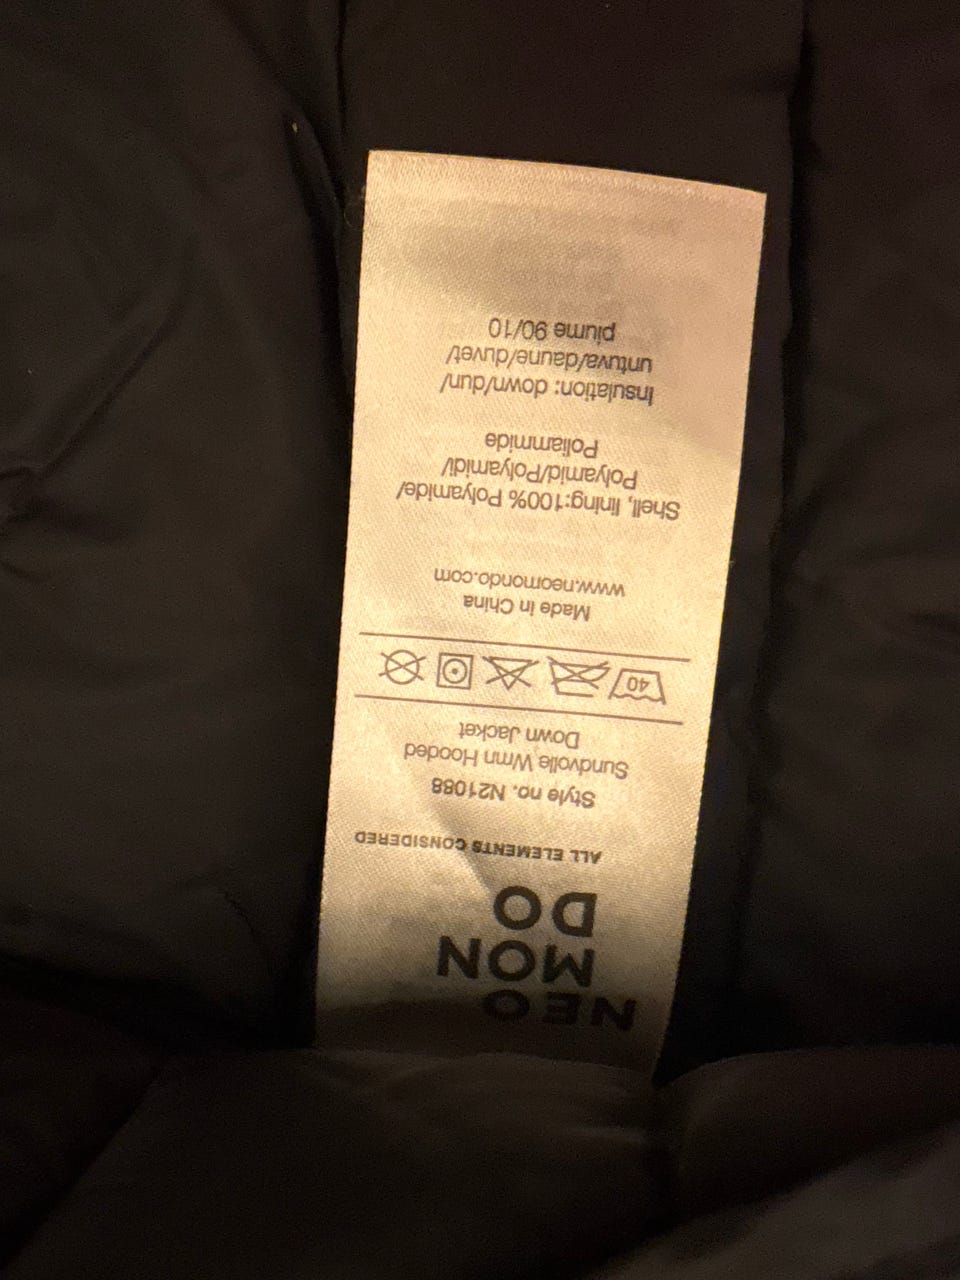 NEO
MON
DO
ALL ELEMENTS CONSIDERED
Style no. N21088
Sundvolle Wmn Hooded
Down Jacket
40
Made in China
www.neomondo.com
Shell, lining:100% Polyamide/
Polyamid/Polyamid/
Poliammide
Insulation: down/dun/
untuva/daune/duvet/
piume 90/10